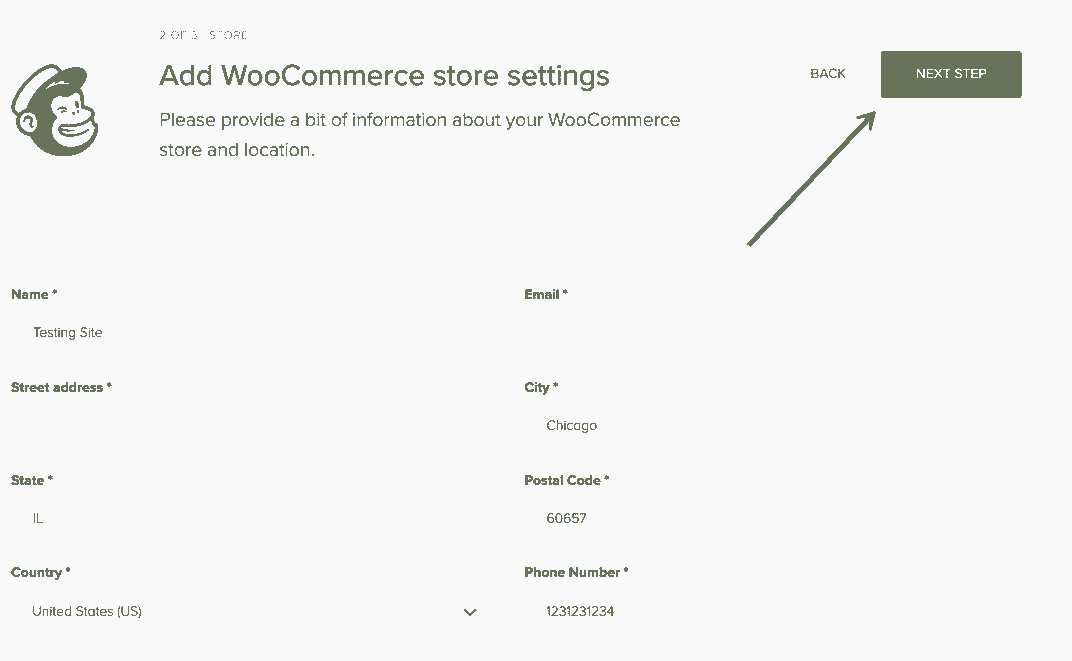 2 OF 3 STORE
Add WooCommerce store settings
BACK
NEXT STEP
Please provide a bit of information about your WooCommerce
store and location.
Name *
Email *
Testing Site
Street address *
City *
Chicago
State *
Postal Code *
IL
60657
Country *
Phone Number *
United States (US)
1231231234